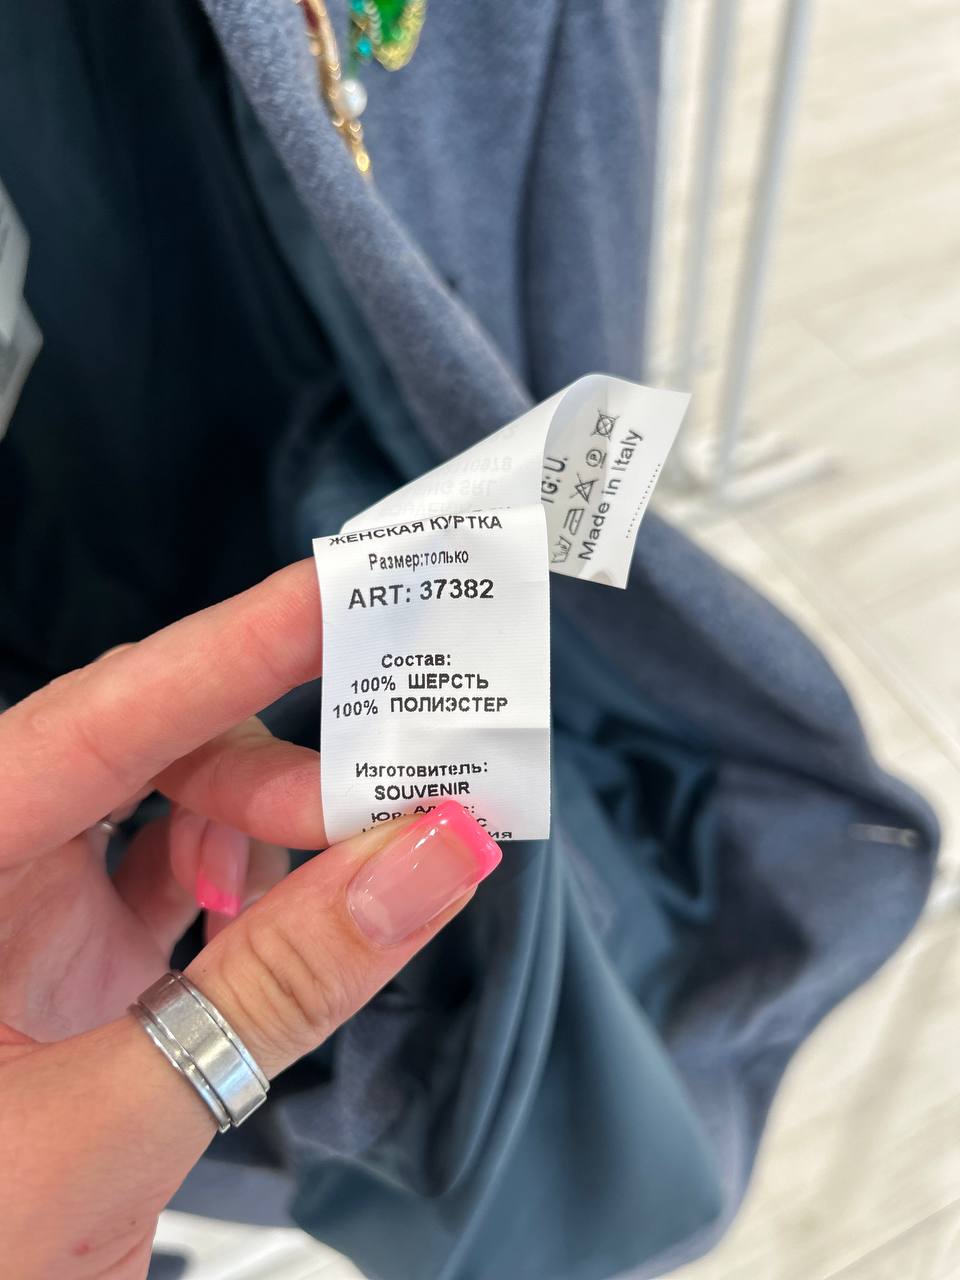 ЖЕНСКАЯ КУРТКА
Размер:только
ART: 37382
Состав:
100% ШЕРСТЬ
100% ПОЛИЭСТЕР
Изготовитель:
SOUVENIR
Made in Italy